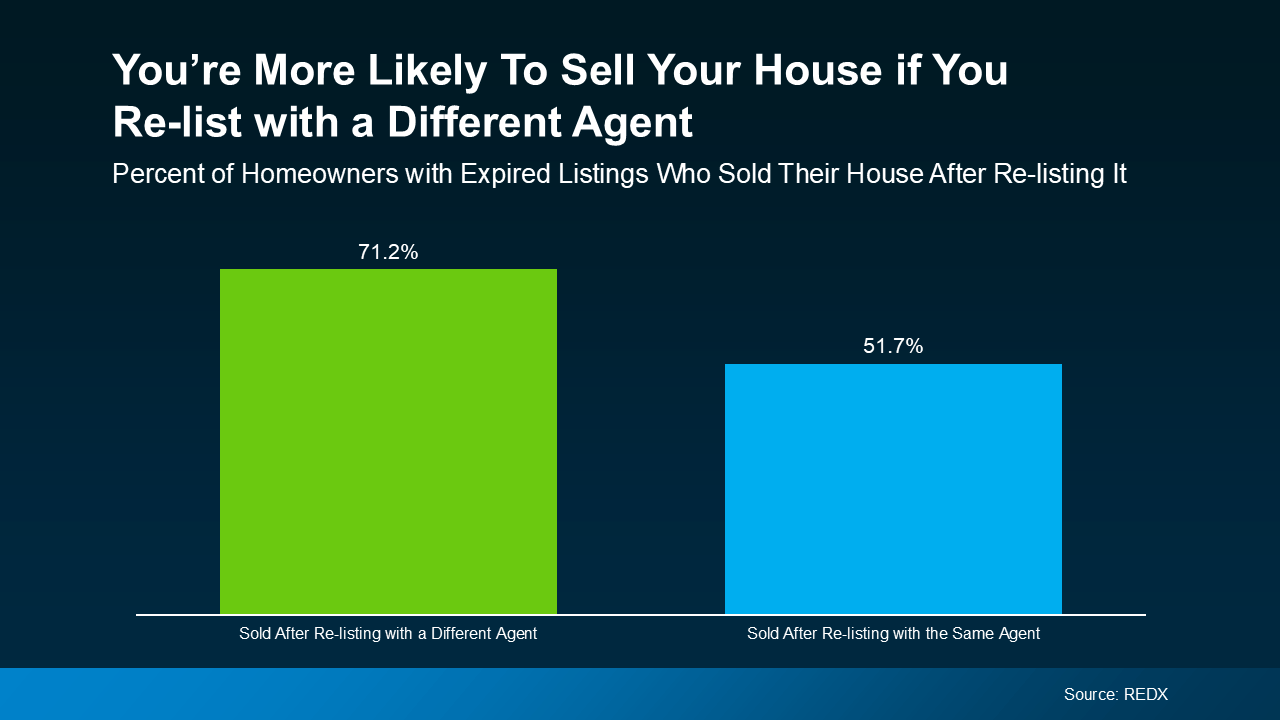 You’re More Likely To Sell Your House if You
Re-list with a Different Agent
Percent of Homeowners with Expired Listings Who Sold Their House After Re-listing It
71.2%
51.7%
Sold After Re-listing with a Different Agent
Sold After Re-listing with the Same Agent
Source: REDX